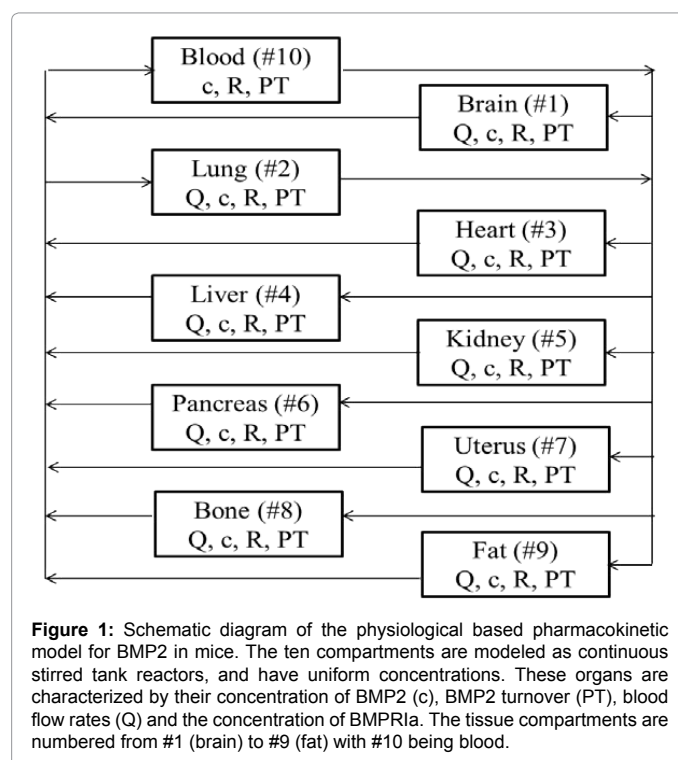 Blood (#10)
c, R, PT
Brain (#1)
Q, c, R, PT
Lung (#2)
Q, c, R, PT
Heart (#3)
Q, c, R, PT
Liver (#4)
Q, c, R, PT
Kidney (#5)
Q, c, R, PT
Pancreas (#6)
Q, c, R, PT
Uterus (#7)
Q, c, R, PT
Bone (#8)
Q, c, R, PT
Fat (#9)
Q, c, R, PT
Figure 1: Schematic diagram of the physiological based pharmacokinetic
model for BMP2 in mice. The ten compartments are modeled as continuous
stirred tank reactors, and have uniform concentrations. These organs are
characterized by their concentration of BMP2 (c), BMP2 turnover (PT), blood
flow rates (Q) and the concentration of BMPRIa. The tissue compartments are
numbered from #1 (brain) to #9 (fat) with #10 being blood.